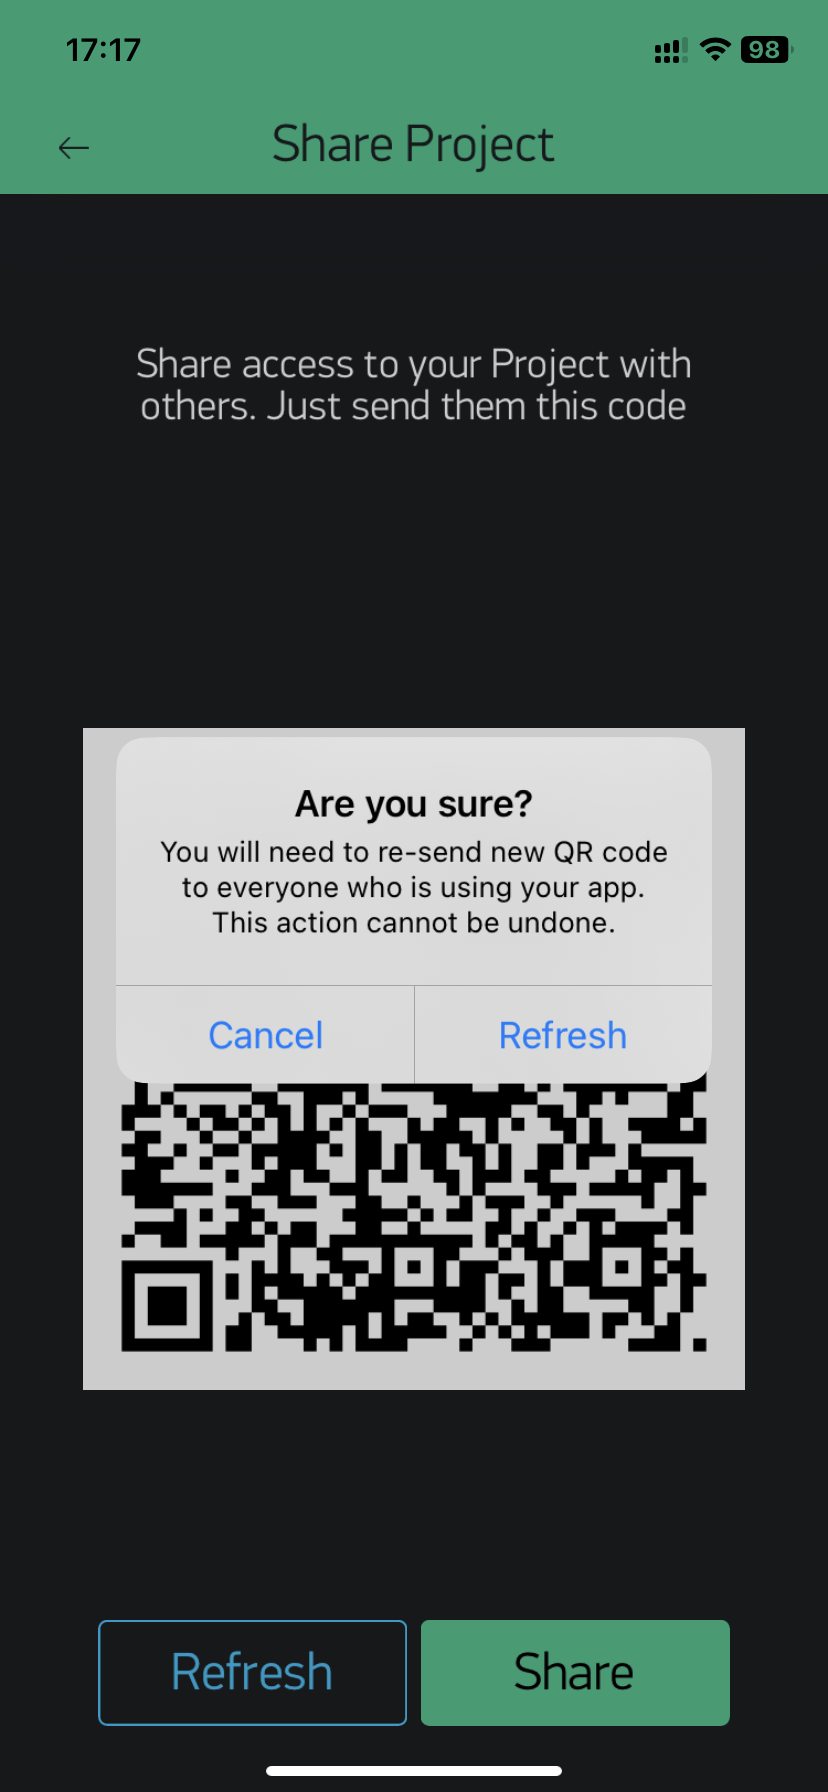 17:17
98
Share Project
Share access to your Project with
others. Just send them this code
Are you sure?
You will need to re-send new QR code
to everyone who is using your app.
This action cannot be undone.
Cancel
Refresh
Refresh
Share